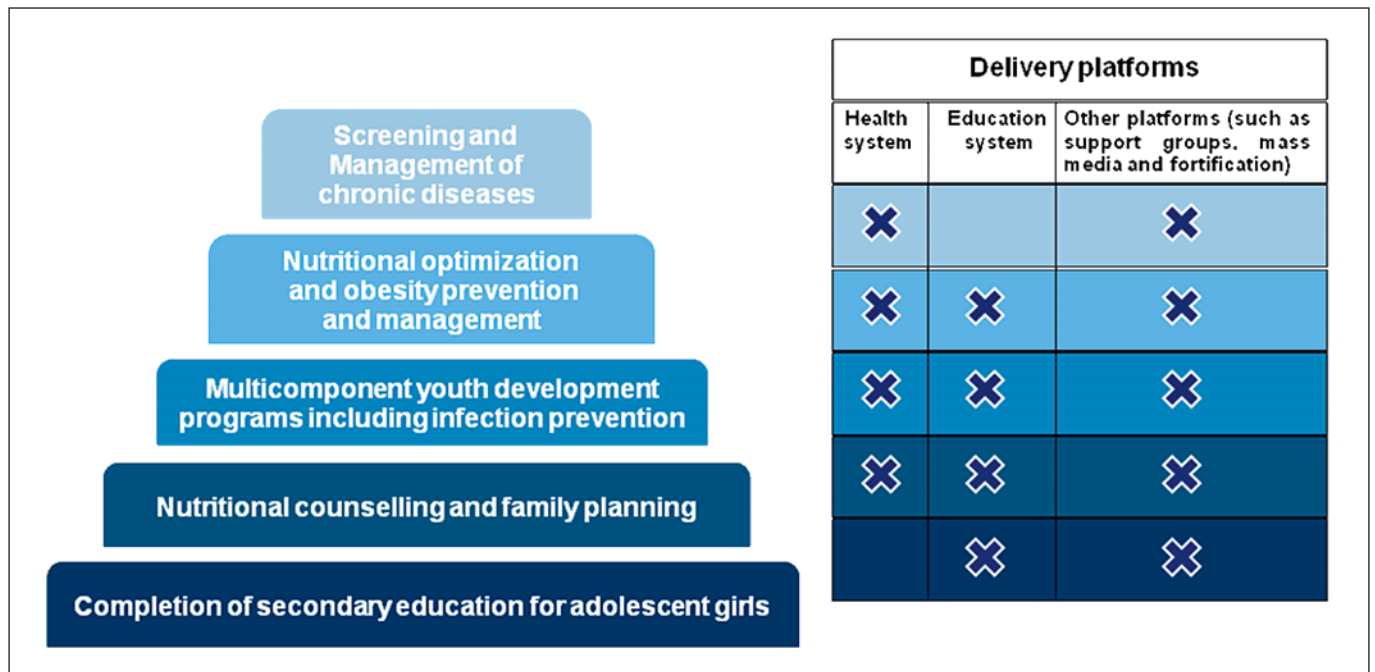 Screening and
Management of
chronic diseases
Nutritional optimization
and obesity prevention
and management
Multicomponent youth development
programs including infection prevention
Nutritional counselling and family planning
Completion of secondary education for adolescent girls
Delivery platforms
Health
system
Education
system
Other platforms (such as
support groups, mass
media and fortification)